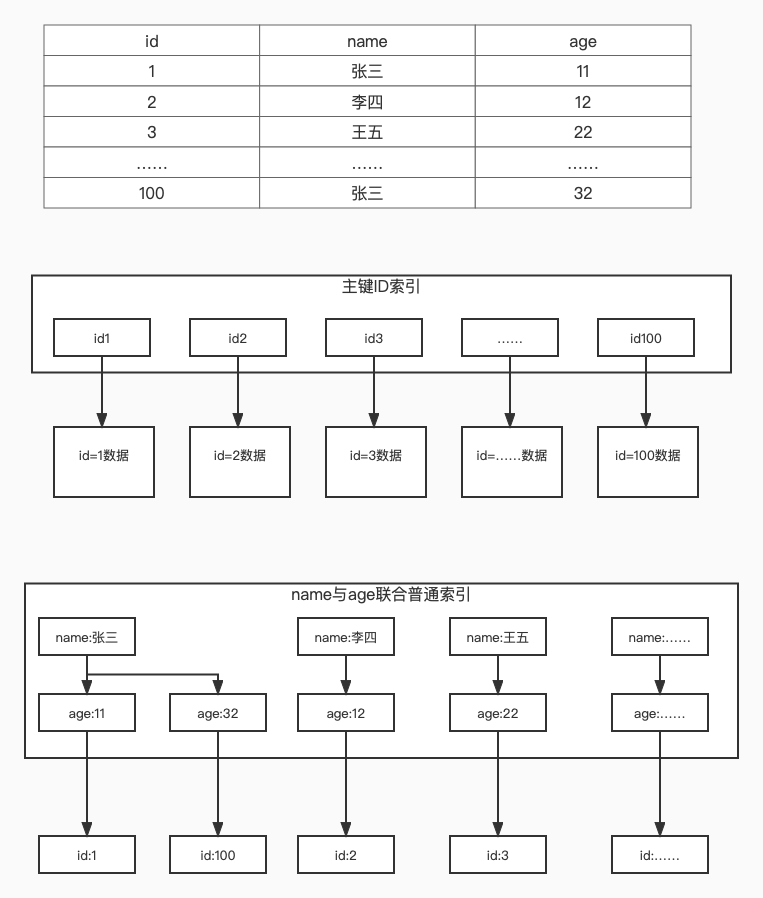 id name age
1 张三 11
2 李四 12
3 王五 22
…… …… ……
100 张三 32
主键ID索引
id1 id2 id3 …… id100
id=1数据 id=2数据 id=3数据 id=……数据 id=100数据
name与age联合普通索引
name:张三 name:李四 name:王五 name:……
age:11 age:32 age:12 age:22 age:……
id:1 id:100 id:2 id:3 id:……